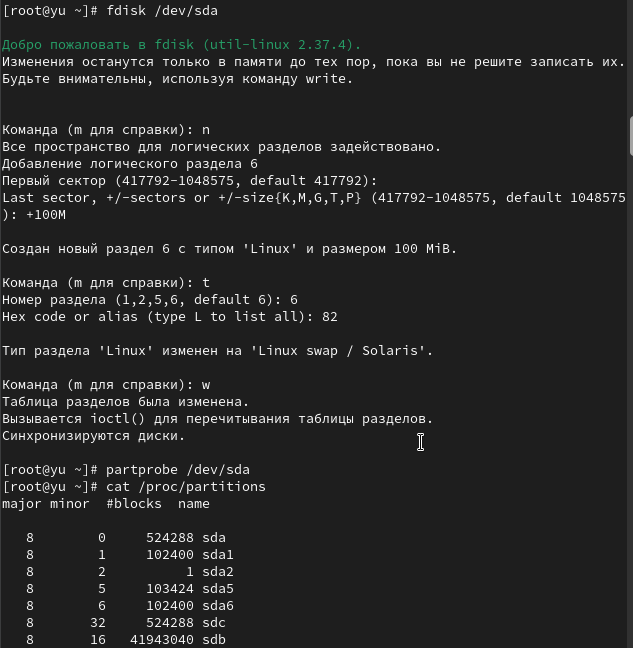 [root@yu ~]# fdisk /dev/sda
Добро пожаловать в fdisk (util-linux 2.37.4).
Изменения останутся только в памяти до тех пор, пока вы не решите записать их.
Будьте внимательны, используя команду write.
Команда (m для справки): n
Все пространство для логических разделов задействовано.
Добавление логического раздела 6
Первый сектор (417792-1048575, default 417792):
Last sector, +/-sectors or +/-size{K,M,G,T,P} (417792-1048575, default 1048575
): +100M
Создан новый раздел 6 с типом 'Linux' и размером 100 MiB.
Команда (m для справки): t
Номер раздела (1,2,5,6, default 6): 6
Hex code or alias (type L to list all): 82
Тип раздела 'Linux' изменен на 'Linux swap / Solaris'.
Команда (m для справки): w
Таблица разделов была изменена.
Вызывается ioctl() для перечитывания таблицы разделов.
Синхронизируются диски.
[root@yu ~]# partprobe /dev/sda
[root@yu ~]# cat /proc/partitions
major minor  #blocks  name
   8        0     524288 sda
   8        1     102400 sda1
   8        2          1 sda2
   8        5     103424 sda5
   8        6     102400 sda6
   8       32     524288 sdc
   8       16   41943040 sdb